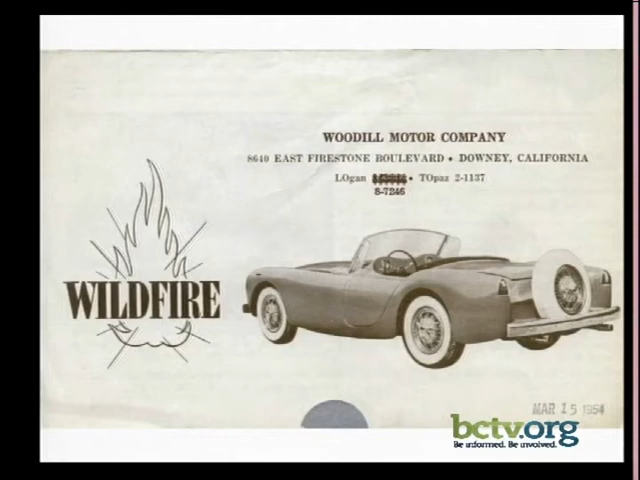 WOODILL MOTOR COMPANY
8640 EAST FIRESTONE BOULEVARD • DOWNEY, CALIFORNIA
LOgan • TOpaz 2-1137
8-7246
WILDFIRE
MAR 15 1954
bctv.org
Be informed. Be involved.